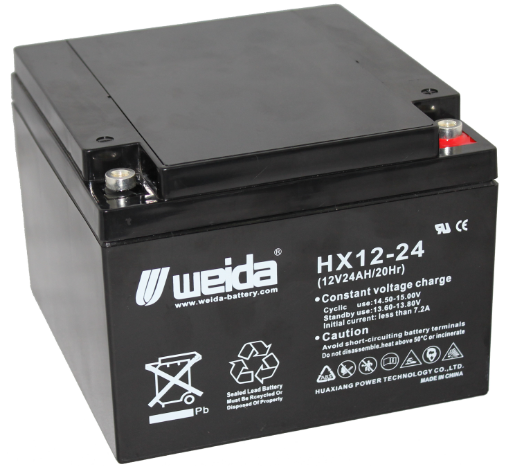 weida®
www.weida-battery.com
HX12-24
(12V24AH/20Hr)
•Constant voltage charge
Cyclic use:14.50-15.00V
Standby use:13.60-13.80V
Initial current: less than 7.2A
•Caution
Avoid short-circuiting battery terminals
Do not disassemble,heat above 50°C or incinerate
Pb
Sealed Lead Battery
Must Be Recycled Or
Disposed Of Properly
HUAXIANG POWER TECHNOLOGY CO.,LTD.
MADE IN CHINA
CE